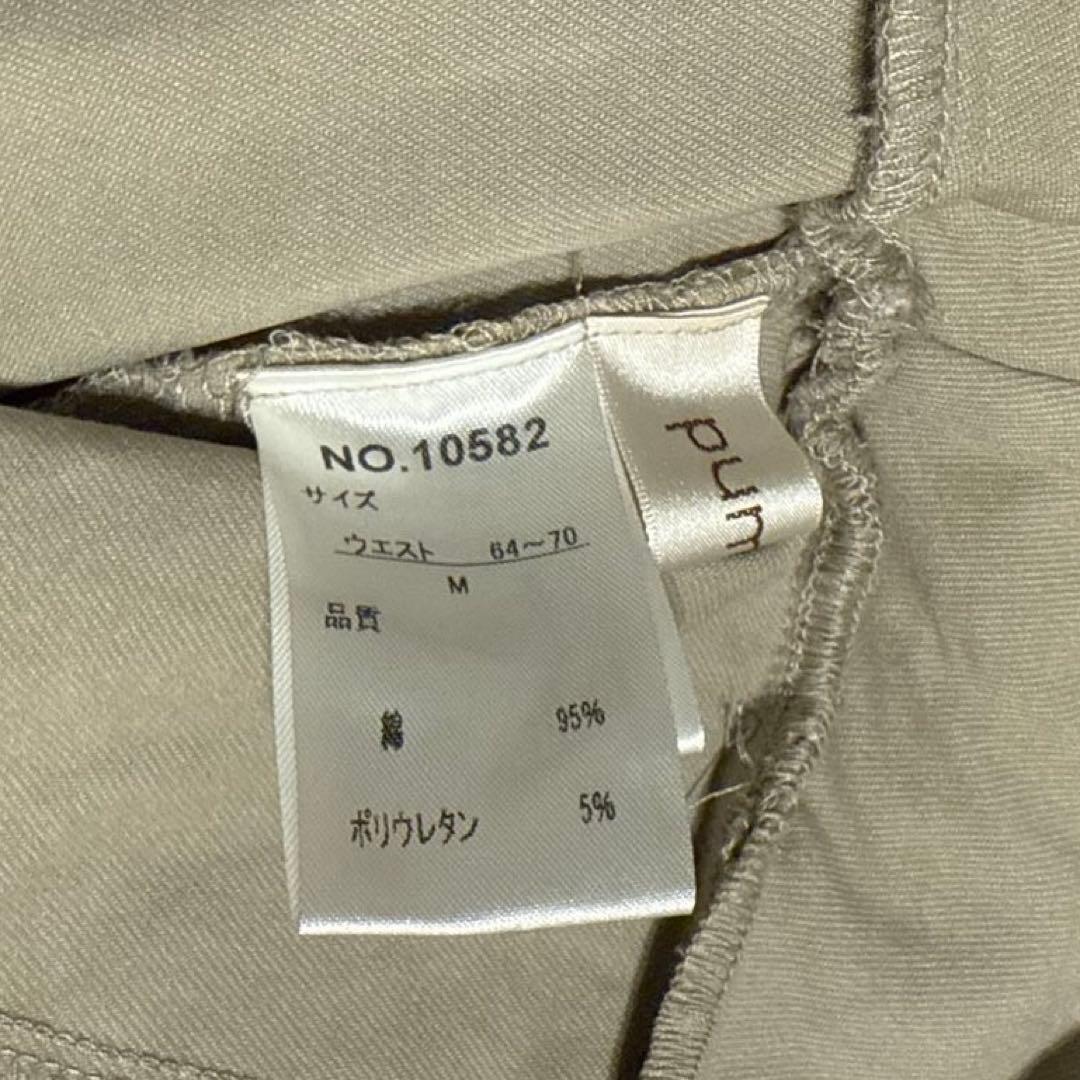 NO.10582
サイズ
ウエスト 64～70
M
品質
綿 95%
ポリウレタン 5%
pum